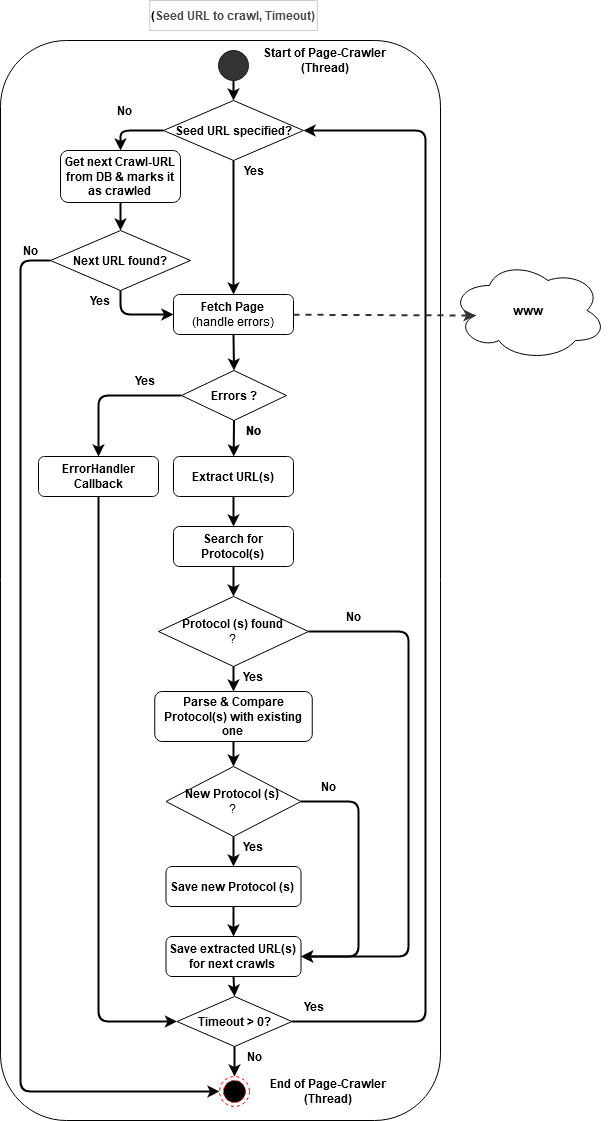 (Seed URL to crawl, Timeout)
Start of Page-Crawler
(Thread)
No
Seed URL specified?
Get next Crawl-URL
from DB & marks it
as crawled
Yes
No
Next URL found?
Yes
Fetch Page
(handle errors)
www
Yes
Errors ?
No
ErrorHandler
Callback
Extract URL(s)
Search for
Protocol(s)
Protocol (s) found
?
No
Yes
Parse & Compare
Protocol(s) with existing
one
New Protocol (s)
?
No
Yes
Save new Protocol (s)
Save extracted URL(s)
for next crawls
Timeout > 0?
Yes
No
End of Page-Crawler
(Thread)